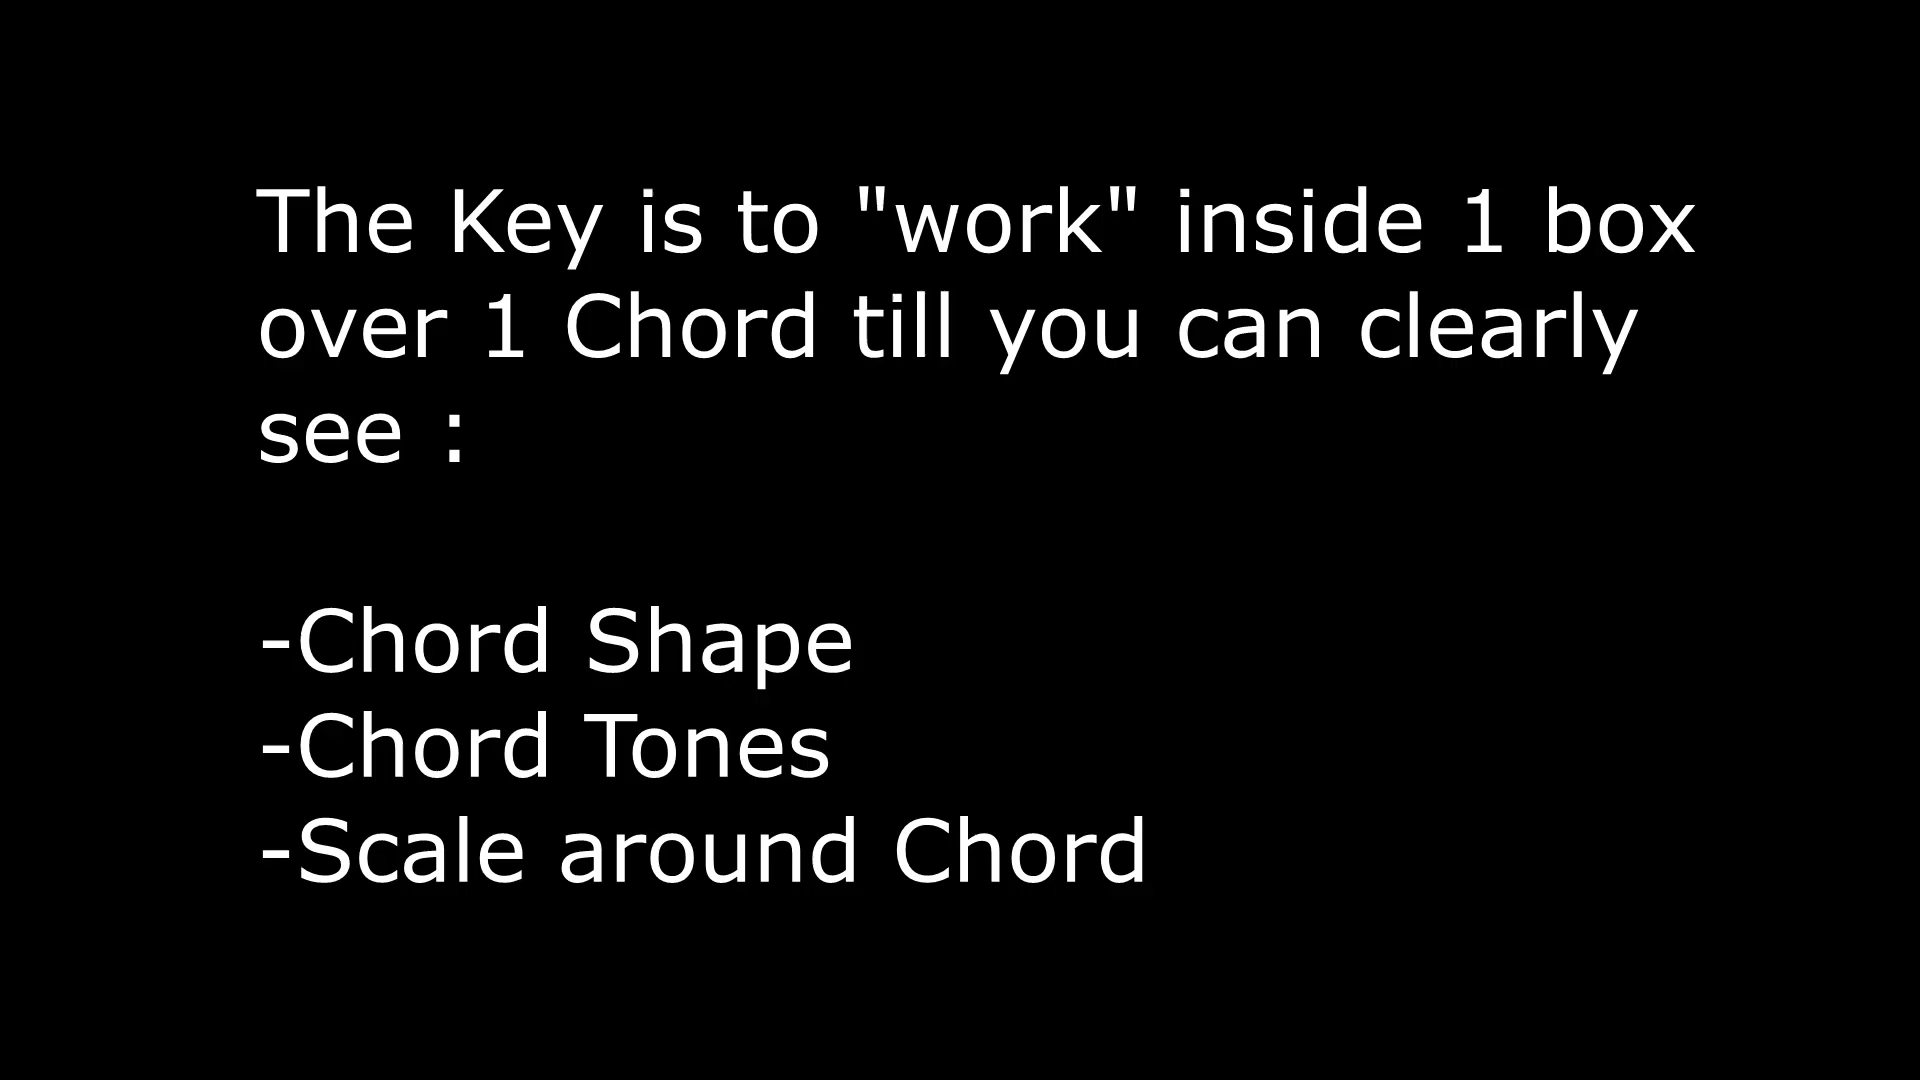 The Key is to "work" inside 1 box
over 1 Chord till you can clearly
see :
-Chord Shape
-Chord Tones
-Scale around Chord